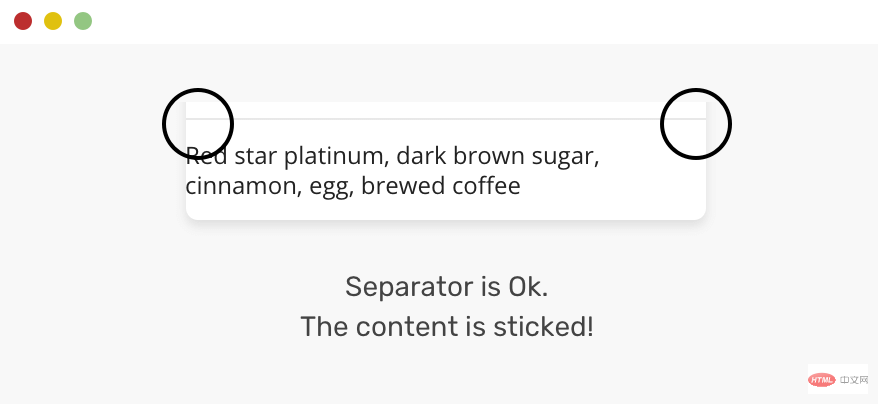 Red star platinum, dark brown sugar,
cinnamon, egg, brewed coffee
Separator is Ok.
The content is sticked!
HTML 中文网